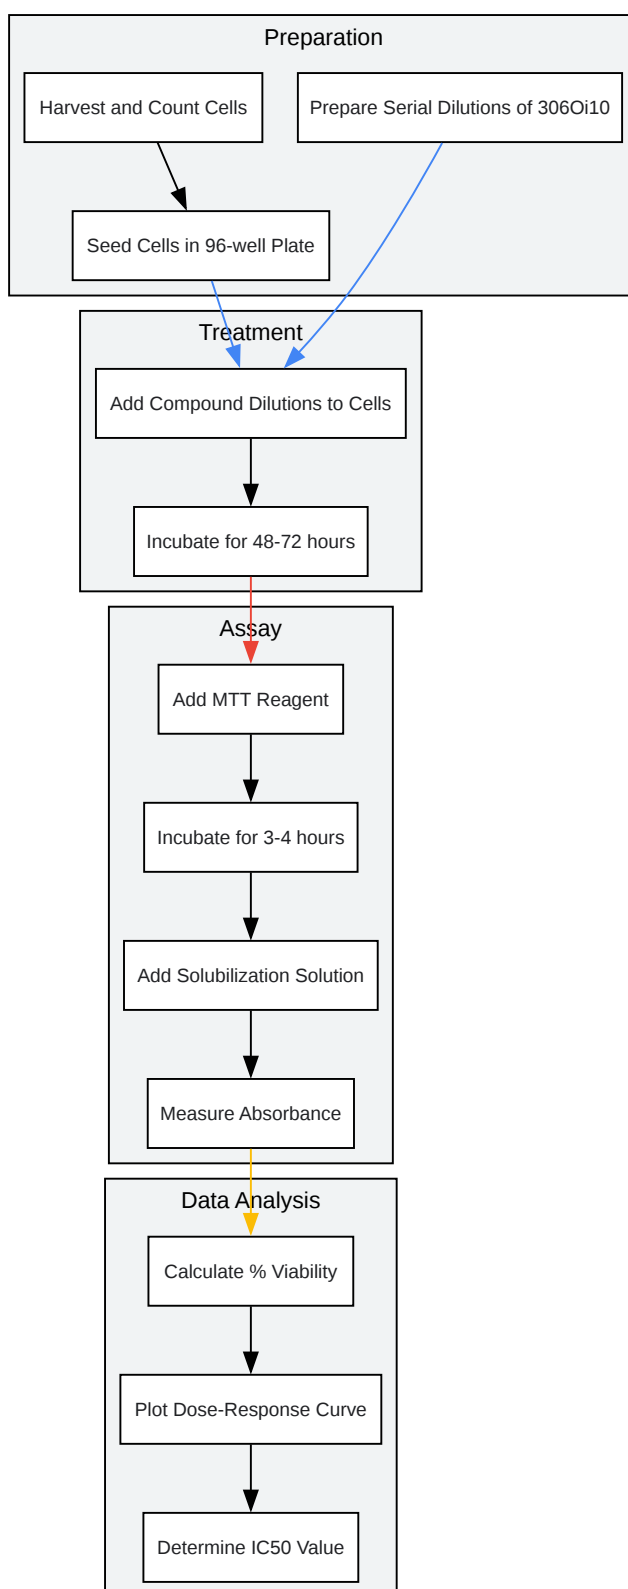 Preparation
Harvest and Count Cells
Prepare Serial Dilutions of 306Oi10
Seed Cells in 96-well Plate
Treatment
Add Compound Dilutions to Cells
Incubate for 48-72 hours
Assay
Add MTT Reagent
Incubate for 3-4 hours
Add Solubilization Solution
Measure Absorbance
Data Analysis
Calculate % Viability
Plot Dose-Response Curve
Determine IC50 Value